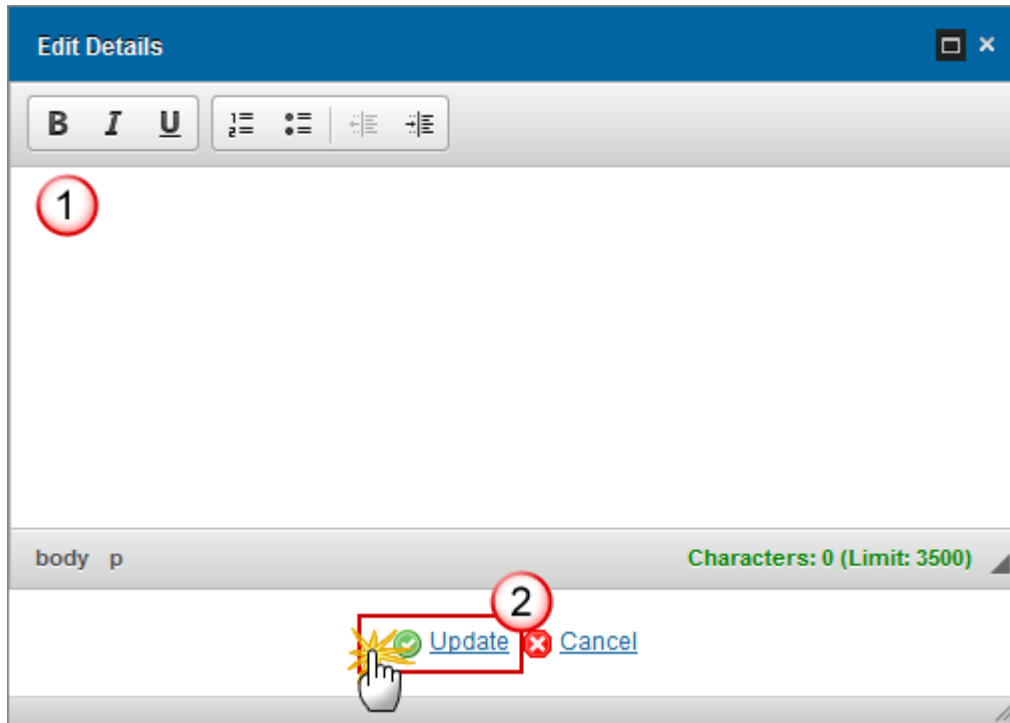 Edit Details
B I U
1
body p Characters: 0 (Limit: 3500)
2
Update Cancel